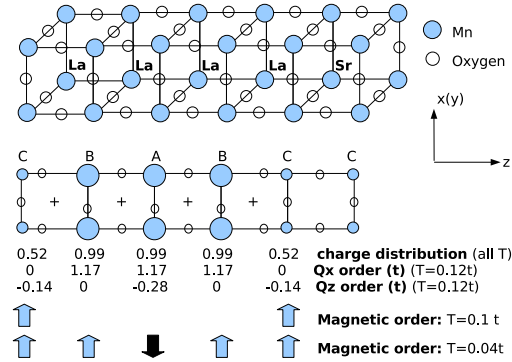 Mn
Oxygen
La La La La Sr
x(y)
z
C B A B C C
+ + + +
0.52 0.99 0.99 0.99 0.52 charge distribution (all T)
0 1.17 1.17 1.17 0 Qx order (t) (T=0.12t)
-0.14 0 -0.28 0 -0.14 Qz order (t) (T=0.12t)
Magnetic order: T=0.1 t
Magnetic order: T=0.04t